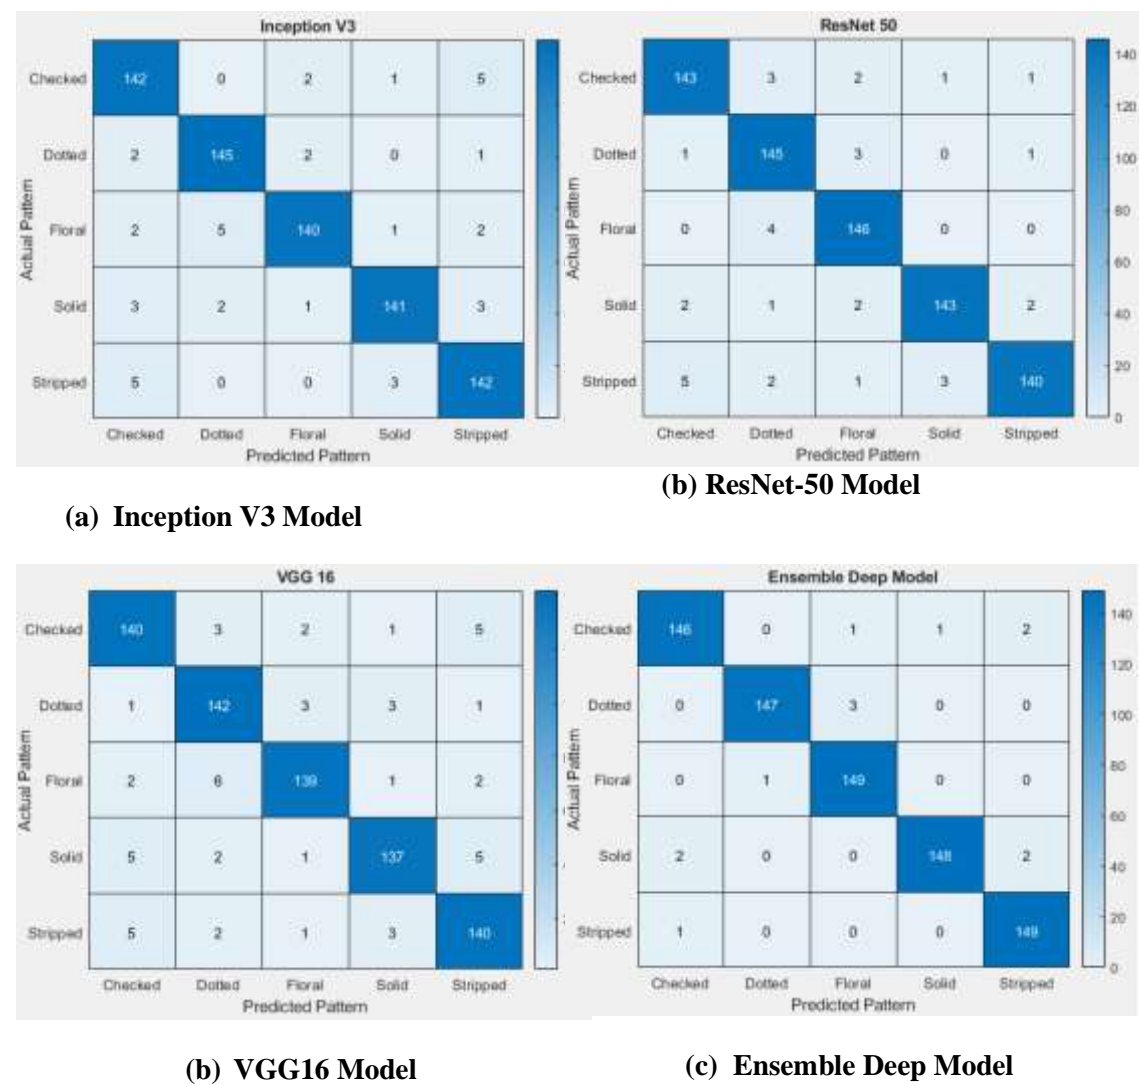 Inception V3
Checked 142 0 2 1 5
Dotted 2 145 2 0 1
Floral 2 5 140 1 2
Solid 3 2 1 141 3
Stripped 5 0 0 3 142
Checked Dotted Floral Solid Stripped
Predicted Pattern
Actual Pattern
ResNet 50
Checked 143 3 2 1 1
Dotted 1 145 3 0 1
Floral 0 4 146 0 0
Solid 2 1 2 143 2
Stripped 5 2 1 3 140
Checked Dotted Floral Solid Stripped
Predicted Pattern
Actual Pattern
140
120
100
80
60
40
20
0
(a) Inception V3 Model
(b) ResNet-50 Model
VGG 16
Checked 140 3 2 1 5
Dotted 1 142 3 3 1
Floral 2 6 139 1 2
Solid 5 2 1 137 5
Stripped 5 2 1 3 140
Checked Dotted Floral Solid Stripped
Predicted Pattern
Actual Pattern
Ensemble Deep Model
Checked 146 0 1 1 2
Dotted 0 147 3 0 0
Floral 0 1 149 0 0
Solid 2 0 0 148 2
Stripped 1 0 0 0 149
Checked Dotted Floral Solid Stripped
Predicted Pattern
Actual Pattern
140
120
100
80
60
40
20
0
(b) VGG16 Model
(c) Ensemble Deep Model